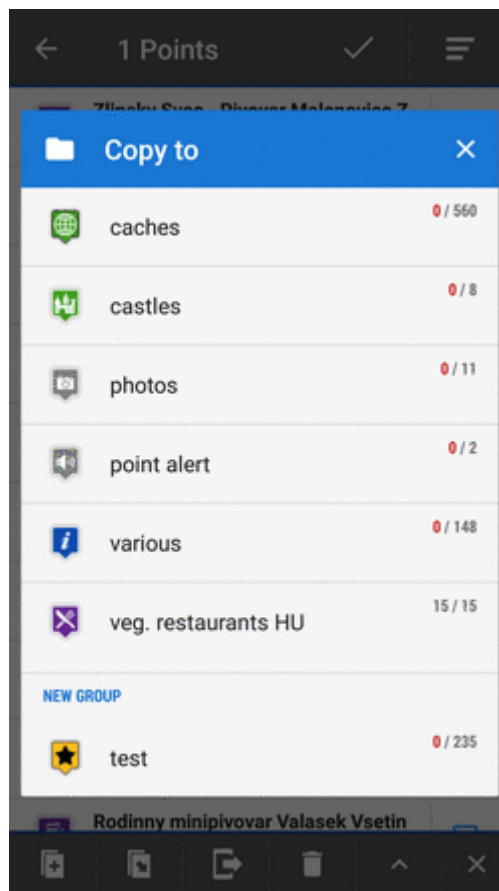 1 Points
Copy to
caches
0 / 560
castles
0 / 8
photos
0 / 11
point alert
0 / 2
various
0 / 148
veg. restaurants HU
15 / 15
NEW GROUP
test
0 / 235
Rodinny minipivovar Valasek Vsetin